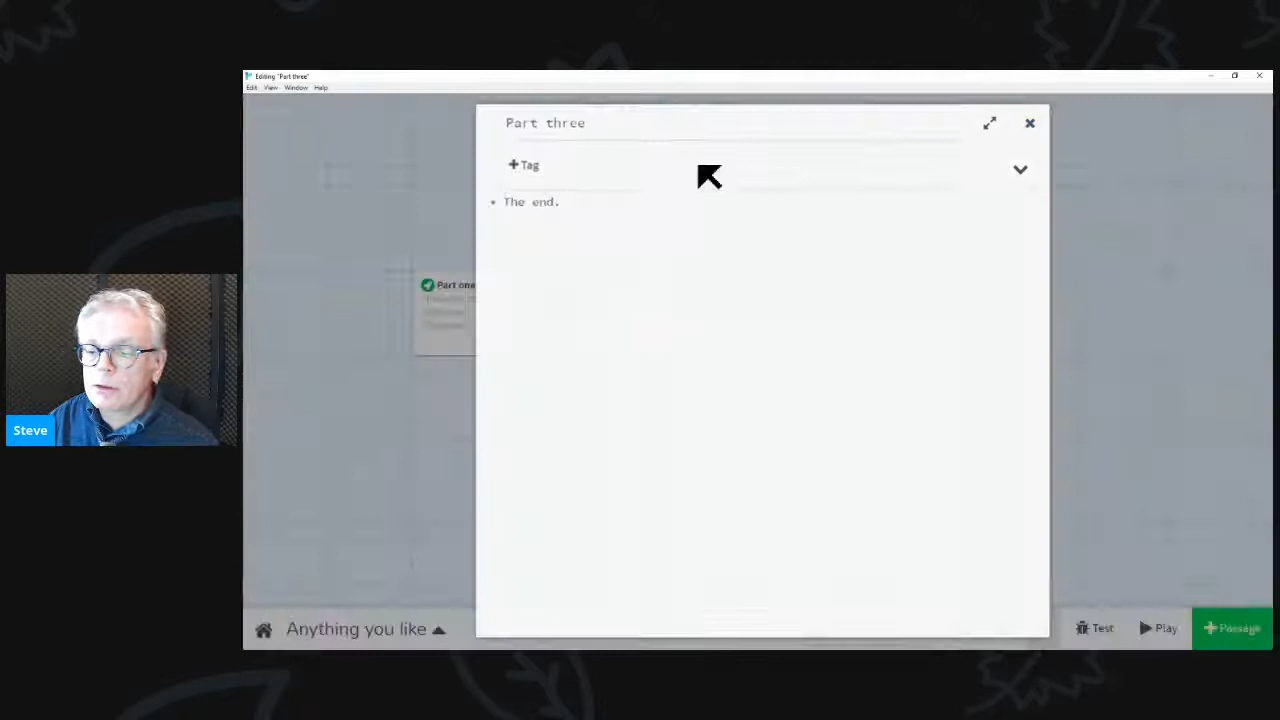 Editing "Part three"
Edit View Window Help
Part three
+Tag
The end.
Part one
Steve
Anything you like
Test
Play
+Passage